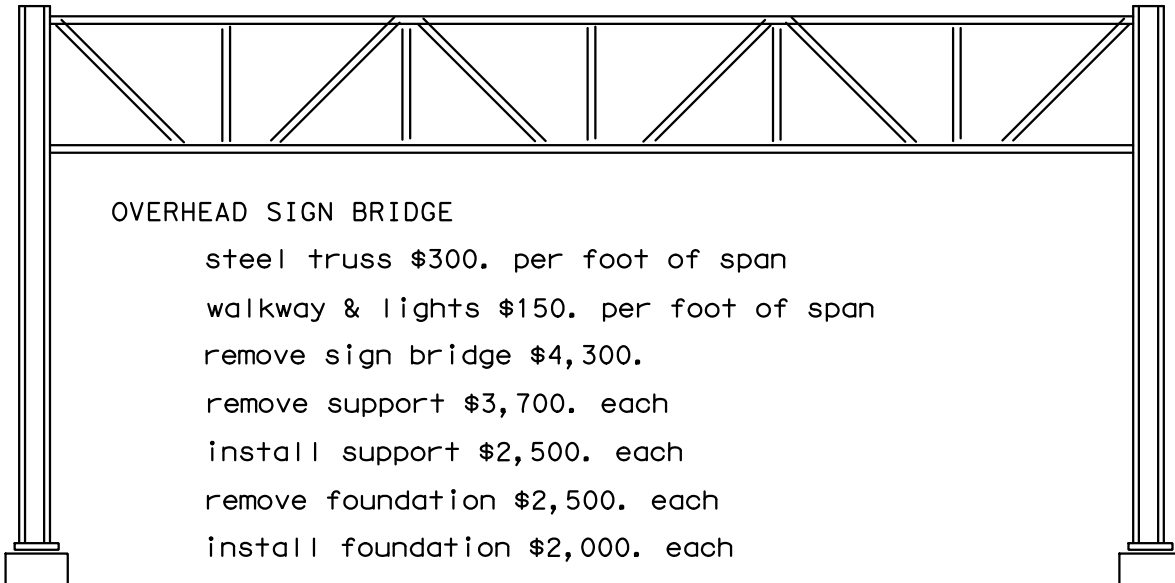 OVERHEAD SIGN BRIDGE
steel truss $300. per foot of span
walkway & lights $150. per foot of span
remove sign bridge $4,300.
remove support $3,700. each
install support $2,500. each
remove foundation $2,500. each
install foundation $2,000. each